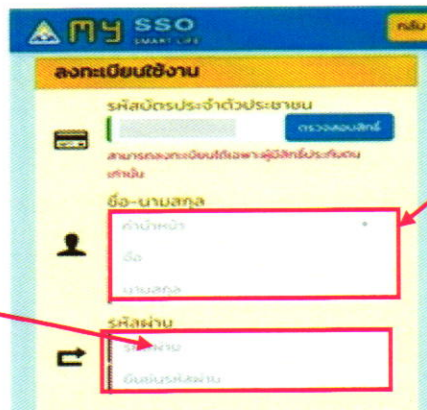 my SSO
SMART LIFE
กลับ
ลงทะเบียนใช้งาน
รหัสบัตรประจำตัวประชาชน
ตรวจสอบสิทธิ์
สามารถลงทะเบียนได้เฉพาะผู้มีสิทธิ์ประกันตน
เท่านั้น
ชื่อ-นามสกุล
คำนำหน้า
ชื่อ
นามสกุล
รหัสผ่าน
รหัสผ่าน
ยืนยันรหัสผ่าน